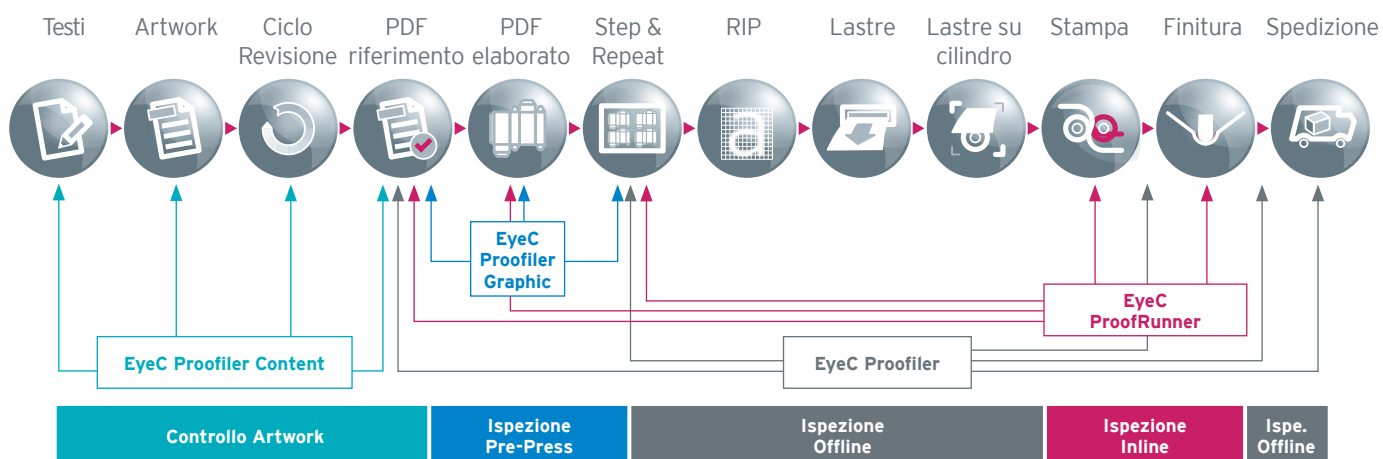 Testi
Artwork
Ciclo
Revisione
PDF
riferimento
PDF
elaborato
Step &
Repeat
RIP
Lastre
Lastre su
cilindro
Stampa
Finitura
Spedizione
a
EyeC
Proofiler
Graphic
EyeC
ProofRunner
EyeC Proofiler Content
EyeC Proofiler
Controllo Artwork
Ispezione
Pre-Press
Ispezione
Offline
Ispezione
Inline
Ispe.
Offline